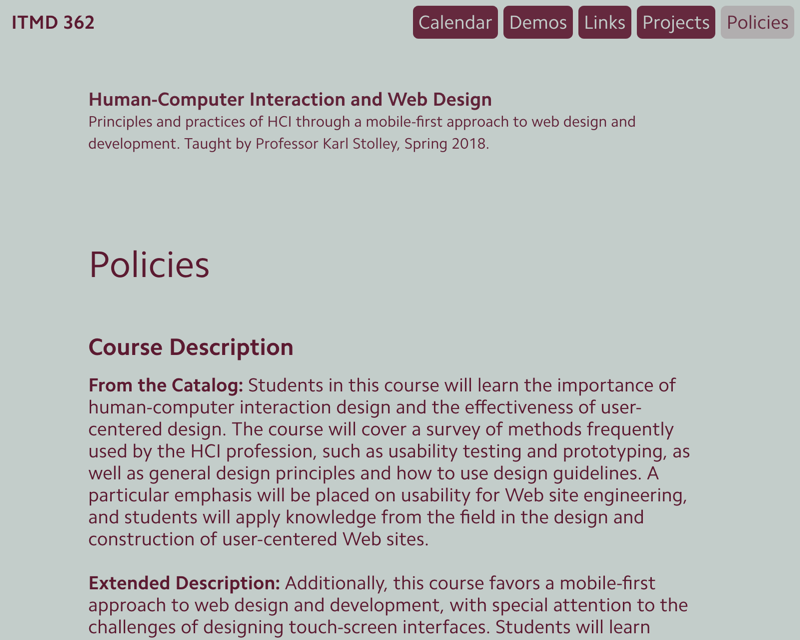 ITMD 362
Calendar Demos Links Projects Policies
Human-Computer Interaction and Web Design
Principles and practices of HCI through a mobile-first approach to web design and
development. Taught by Professor Karl Stolley, Spring 2018.
Policies
Course Description
From the Catalog: Students in this course will learn the importance of
human-computer interaction design and the effectiveness of user-
centered design. The course will cover a survey of methods frequently
used by the HCI profession, such as usability testing and prototyping, as
well as general design principles and how to use design guidelines. A
particular emphasis will be placed on usability for Web site engineering,
and students will apply knowledge from the field in the design and
construction of user-centered Web sites.
Extended Description: Additionally, this course favors a mobile-first
approach to web design and development, with special attention to the
challenges of designing touch-screen interfaces. Students will learn